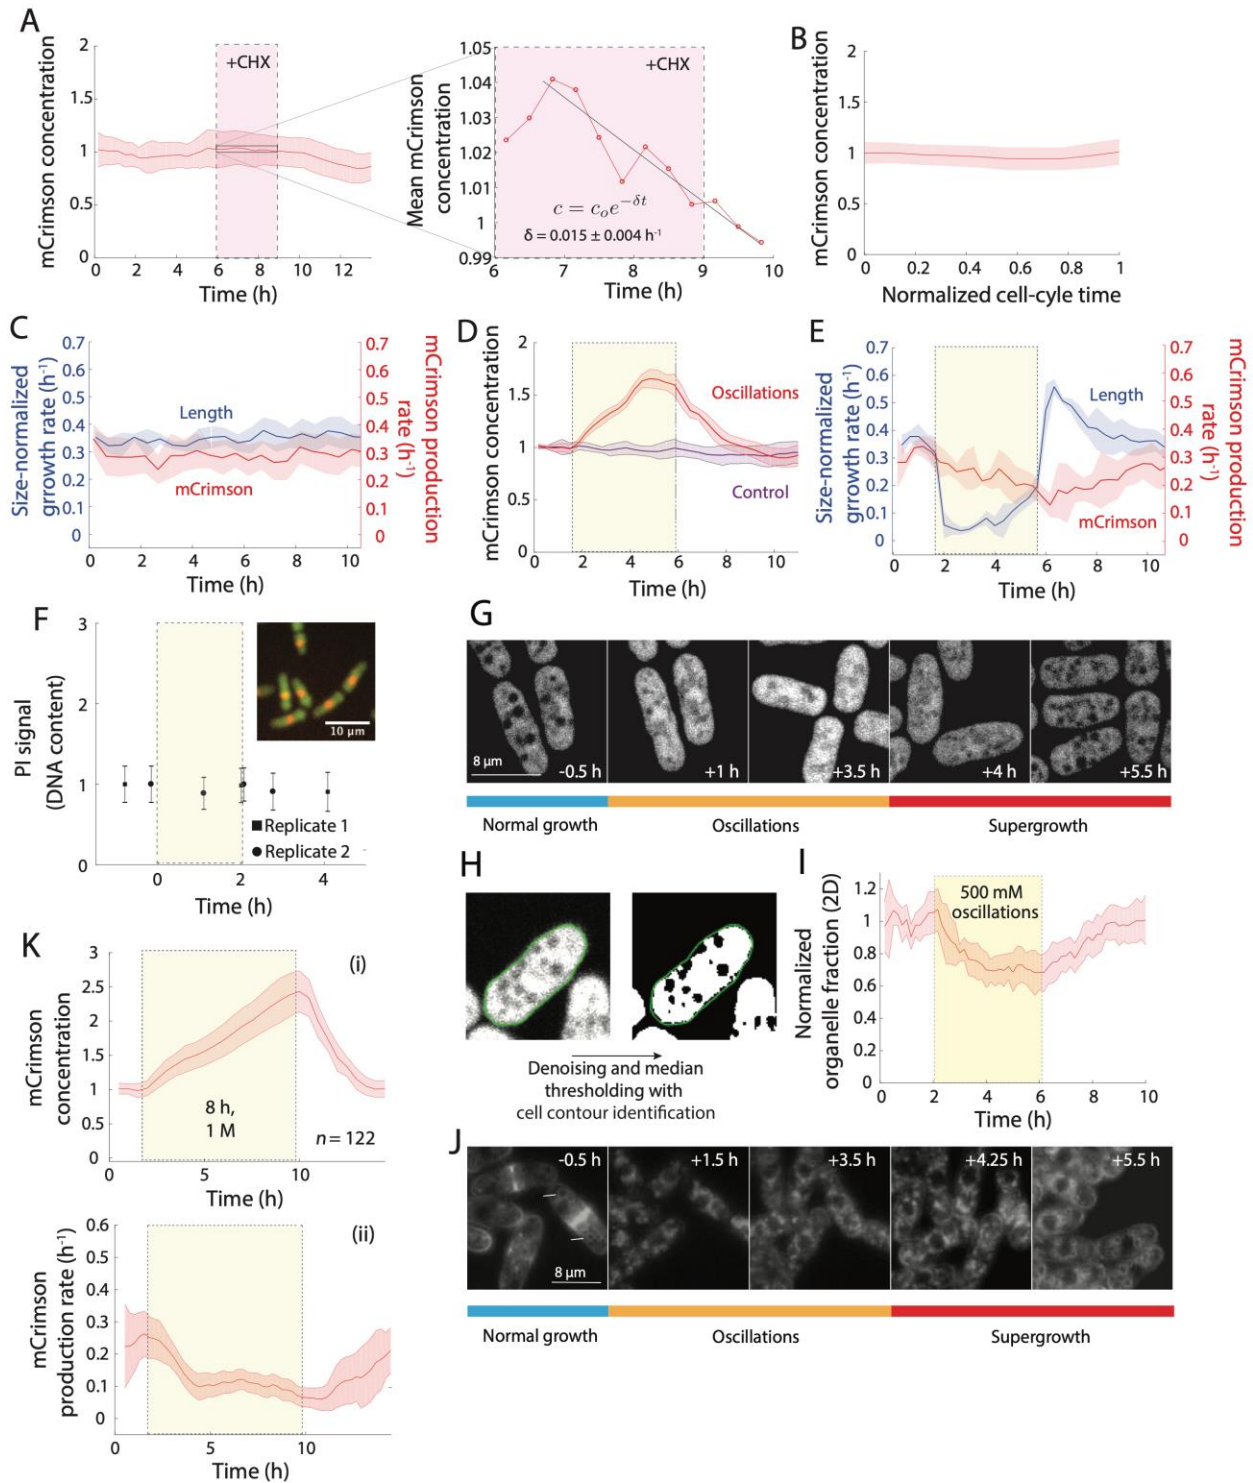 A
2
1.5
1
0.5
0
mCrimson concentration
+CHX
0 2 4 6 8 10 12
Time (h)
1.05
1.04
1.03
1.02
1.01
1
0.99
Mean mCrimson
concentration
+CHX
c = c₀e^{−δt}
δ = 0.015 ± 0.004 h⁻¹
6 7 8 9 10
Time (h)
B
2
1.5
1
0.5
0
mCrimson concentration
0 0.2 0.4 0.6 0.8 1
Normalized cell-cyle time
C
Size-normalized
grrowth rate (h⁻¹)
0.7
0.6
0.5
0.4
0.3
0.2
0.1
0
Length
mCrimson
0.7
0.6
0.5
0.4
0.3
0.2
0.1
0
mCrimson production
rate (h⁻¹)
0 2 4 6 8 10
Time (h)
D
mCrimson concentration
2
1.5
1
0.5
0
Oscillations
Control
0 2 4 6 8 10
Time (h)
E
Size-normalized
grrowth rate (h⁻¹)
0.7
0.6
0.5
0.4
0.3
0.2
0.1
0
Length
mCrimson
0.7
0.6
0.5
0.4
0.3
0.2
0.1
0
mCrimson production
rate (h⁻¹)
0 2 4 6 8 10
Time (h)
F
PI signal
(DNA content)
3
2
1
0
10 µm
Replicate 1
Replicate 2
0 2 4
Time (h)
G
8 µm
-0.5 h
+1 h
+3.5h
+4 h
+5.5h
Normal growth
Oscillations
Supergrowth
H
Denoising and median
thresholding with
cell contour identification
I
Normalized
organelle fraction (2D)
1.2
1
0.8
0.6
0.4
0.2
0
500 mM
oscillations
0 2 4 6 8 10
Time (h)
J
-0.5 h
+1.5 h
+3.5 h
+4.25 h
+5.5 h
8 µm
Normal growth
Oscillations
Supergrowth
K
(i)
mCrimson
concentration
3
2.5
2
1.5
1
0.5
0
8 h,
1 M
n = 122
0 5 10
Time (h)
(ii)
mCrimson
production rate (h⁻¹)
0.6
0.5
0.4
0.3
0.2
0.1
0
0 5 10
Time (h)